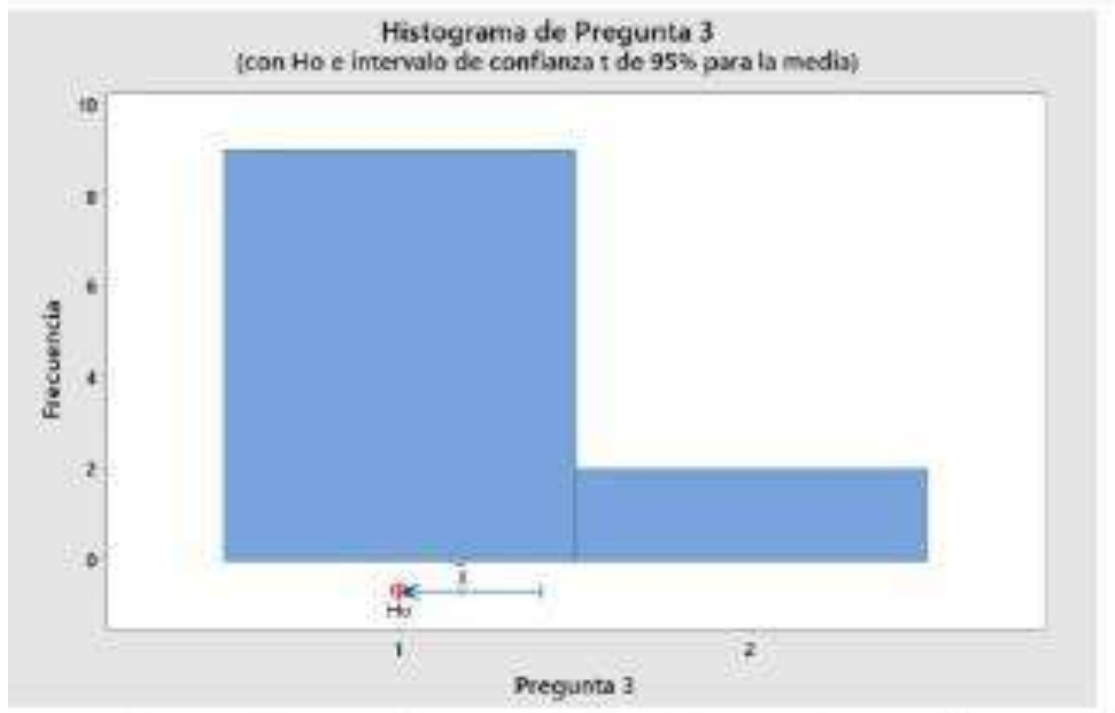 Histograma de Pregunta 3
(con Ho e intervalo de confianza t de 95% para la media)
10
8
6
4
2
0
Frecuencia
X
Ho
1
2
Pregunta 3